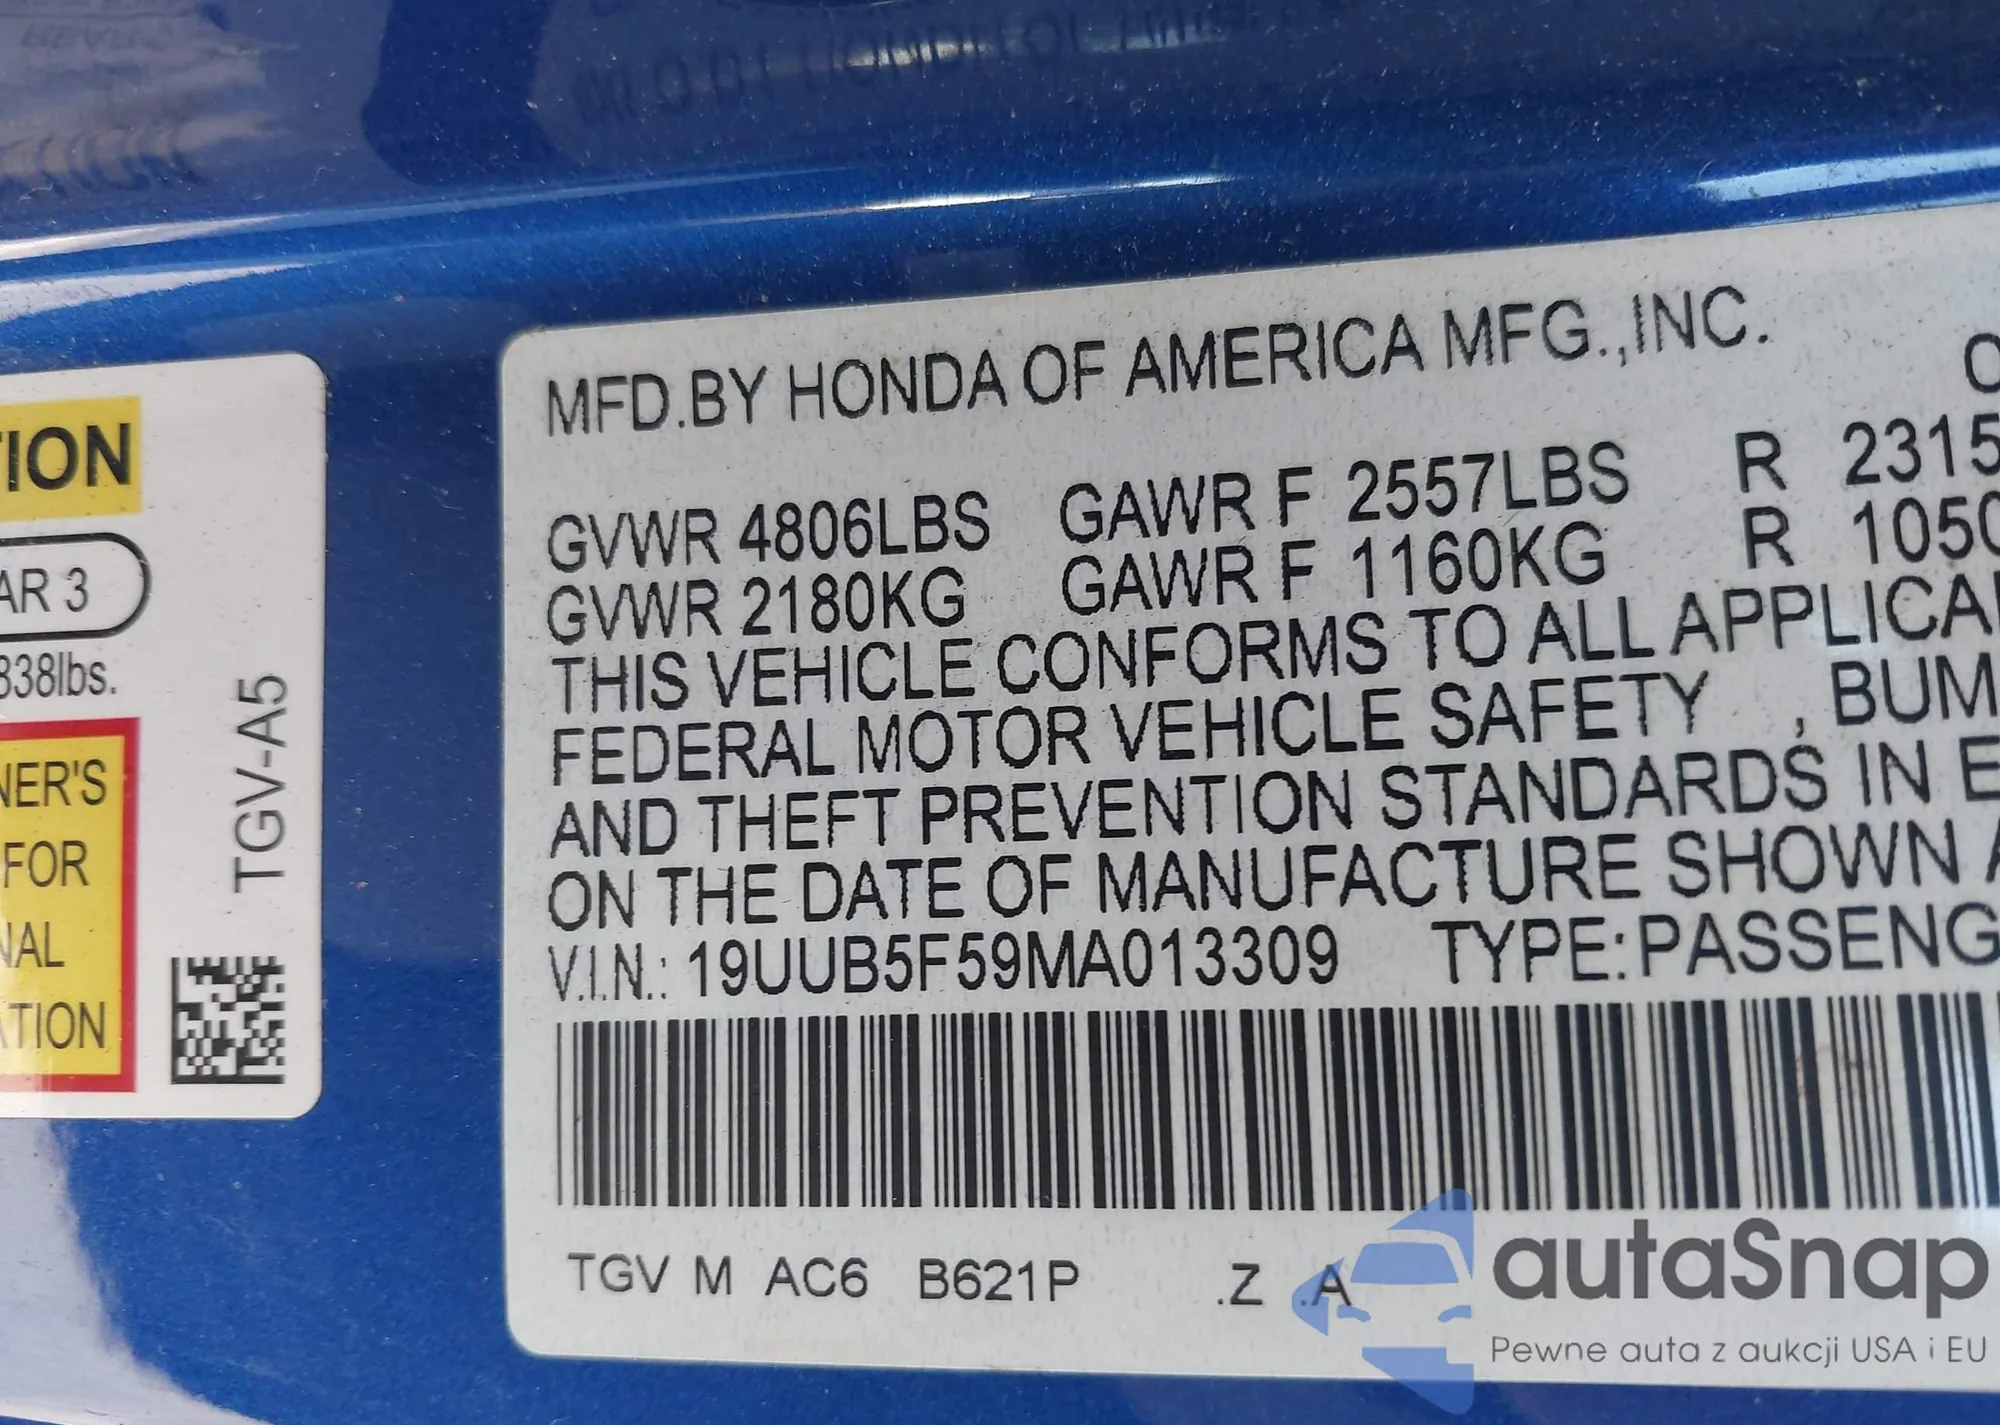 TION
AR 3
838lbs.
NER'S
FOR
NAL
ATION
TGV-A5
MFD.BY HONDA OF AMERICA MFG.,INC.
GVWR 4806LBS GAWR F 2557LBS R 2315
GVWR 2180KG GAWR F 1160KG R 1050
THIS VEHICLE CONFORMS TO ALL APPLICA
FEDERAL MOTOR VEHICLE SAFETY , BUM
AND THEFT PREVENTION STANDARDS IN E
ON THE DATE OF MANUFACTURE SHOWN A
V.I.N.: 19UUB5F59MA013309 TYPE:PASSENG
TGV M AC6 B621P .Z .A
autaSnap
Pewne auta z aukcji USA i EU